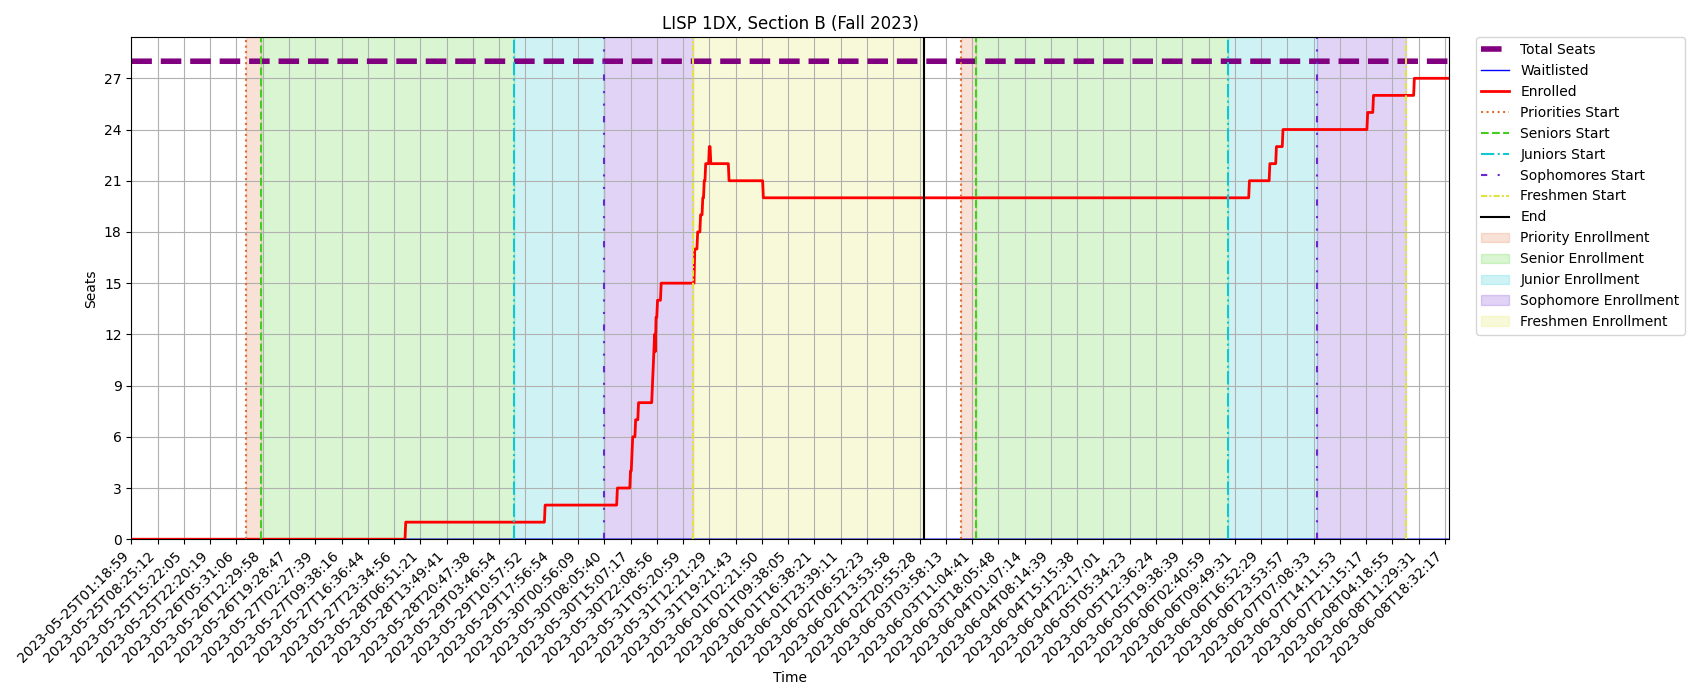 LISP 1DX, Section B (Fall 2023)
Total Seats
Waitlisted
Enrolled
Priorities Start
Seniors Start
Juniors Start
Sophomores Start
Freshmen Start
End
Priority Enrollment
Senior Enrollment
Junior Enrollment
Sophomore Enrollment
Freshmen Enrollment
Seats
27
24
21
18
15
12
9
6
3
0
2023-05-25T01:18:59
2023-05-25T08:25:12
2023-05-25T15:22:05
2023-05-25T22:20:19
2023-05-26T05:31:06
2023-05-26T12:29:58
2023-05-26T19:28:47
2023-05-27T02:27:39
2023-05-27T09:38:16
2023-05-27T16:36:44
2023-05-27T23:34:56
2023-05-28T06:51:21
2023-05-28T13:49:41
2023-05-28T20:47:38
2023-05-29T03:46:54
2023-05-29T10:57:52
2023-05-29T17:56:54
2023-05-30T00:56:09
2023-05-30T08:05:40
2023-05-30T15:07:17
2023-05-30T22:08:56
2023-05-31T05:20:59
2023-05-31T12:21:29
2023-05-31T19:21:43
2023-06-01T02:21:50
2023-06-01T09:38:05
2023-06-01T16:38:21
2023-06-01T23:39:11
2023-06-02T06:52:23
2023-06-02T13:53:58
2023-06-02T20:55:28
2023-06-03T03:58:13
2023-06-03T11:04:41
2023-06-03T18:05:48
2023-06-04T01:07:14
2023-06-04T08:14:39
2023-06-04T15:15:38
2023-06-04T22:17:01
2023-06-05T05:34:23
2023-06-05T12:36:24
2023-06-05T19:38:39
2023-06-06T02:40:59
2023-06-06T09:49:31
2023-06-06T16:52:29
2023-06-06T23:53:57
2023-06-07T07:08:33
2023-06-07T14:11:53
2023-06-07T21:15:17
2023-06-08T04:18:55
2023-06-08T11:29:31
2023-06-08T18:32:17
Time